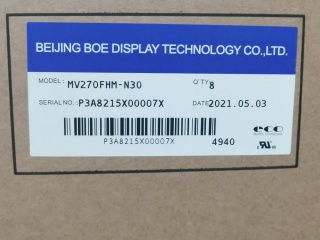 BEIJING BOE DISPLAY TECHNOLOGY CO.,LTD.
MODEL: MV270FHM-N30 Q'TY 8
SERIAL NO.: P3A8215X00007X DATE 2021.05.03
P3A8215X00007X 4940
eco